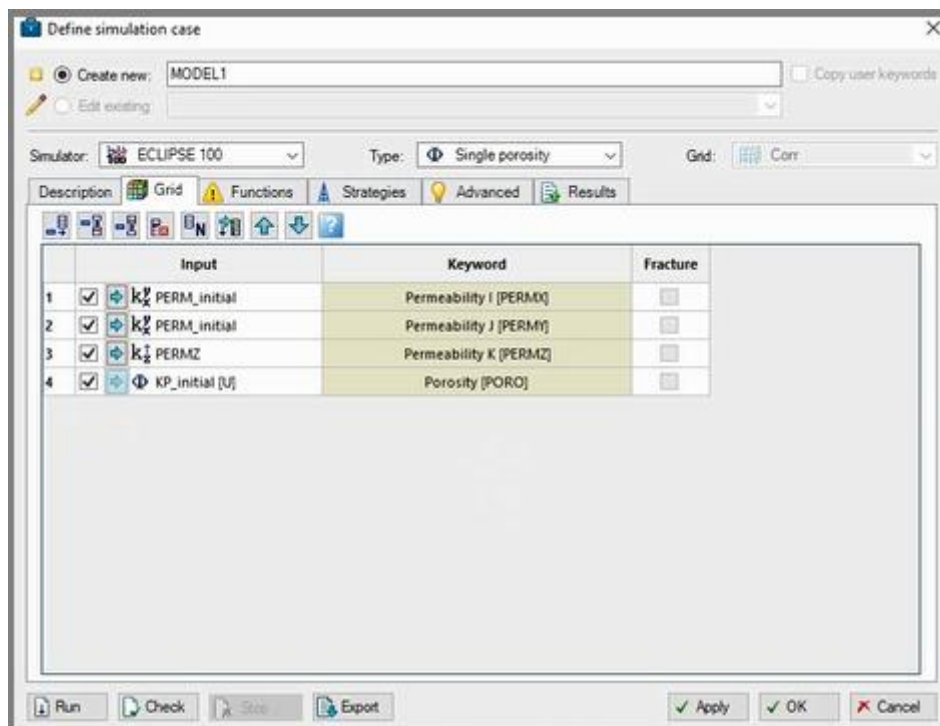 Define simulation case
Create new: MODEL1 Copy user keywords
Edit existing:
Simulator: ECLIPSE 100 Type: Φ Single porosity Grid: Corr
Description Grid Functions Strategies Advanced Results
Input Keyword Fracture
1 PERM_initial Permeability I [PERMX]
2 PERM_initial Permeability J [PERMY]
3 PERMZ Permeability K [PERMZ]
4 Φ KP_initial [U] Porosity [PORO]
Run Check Stop Export Apply OK Cancel